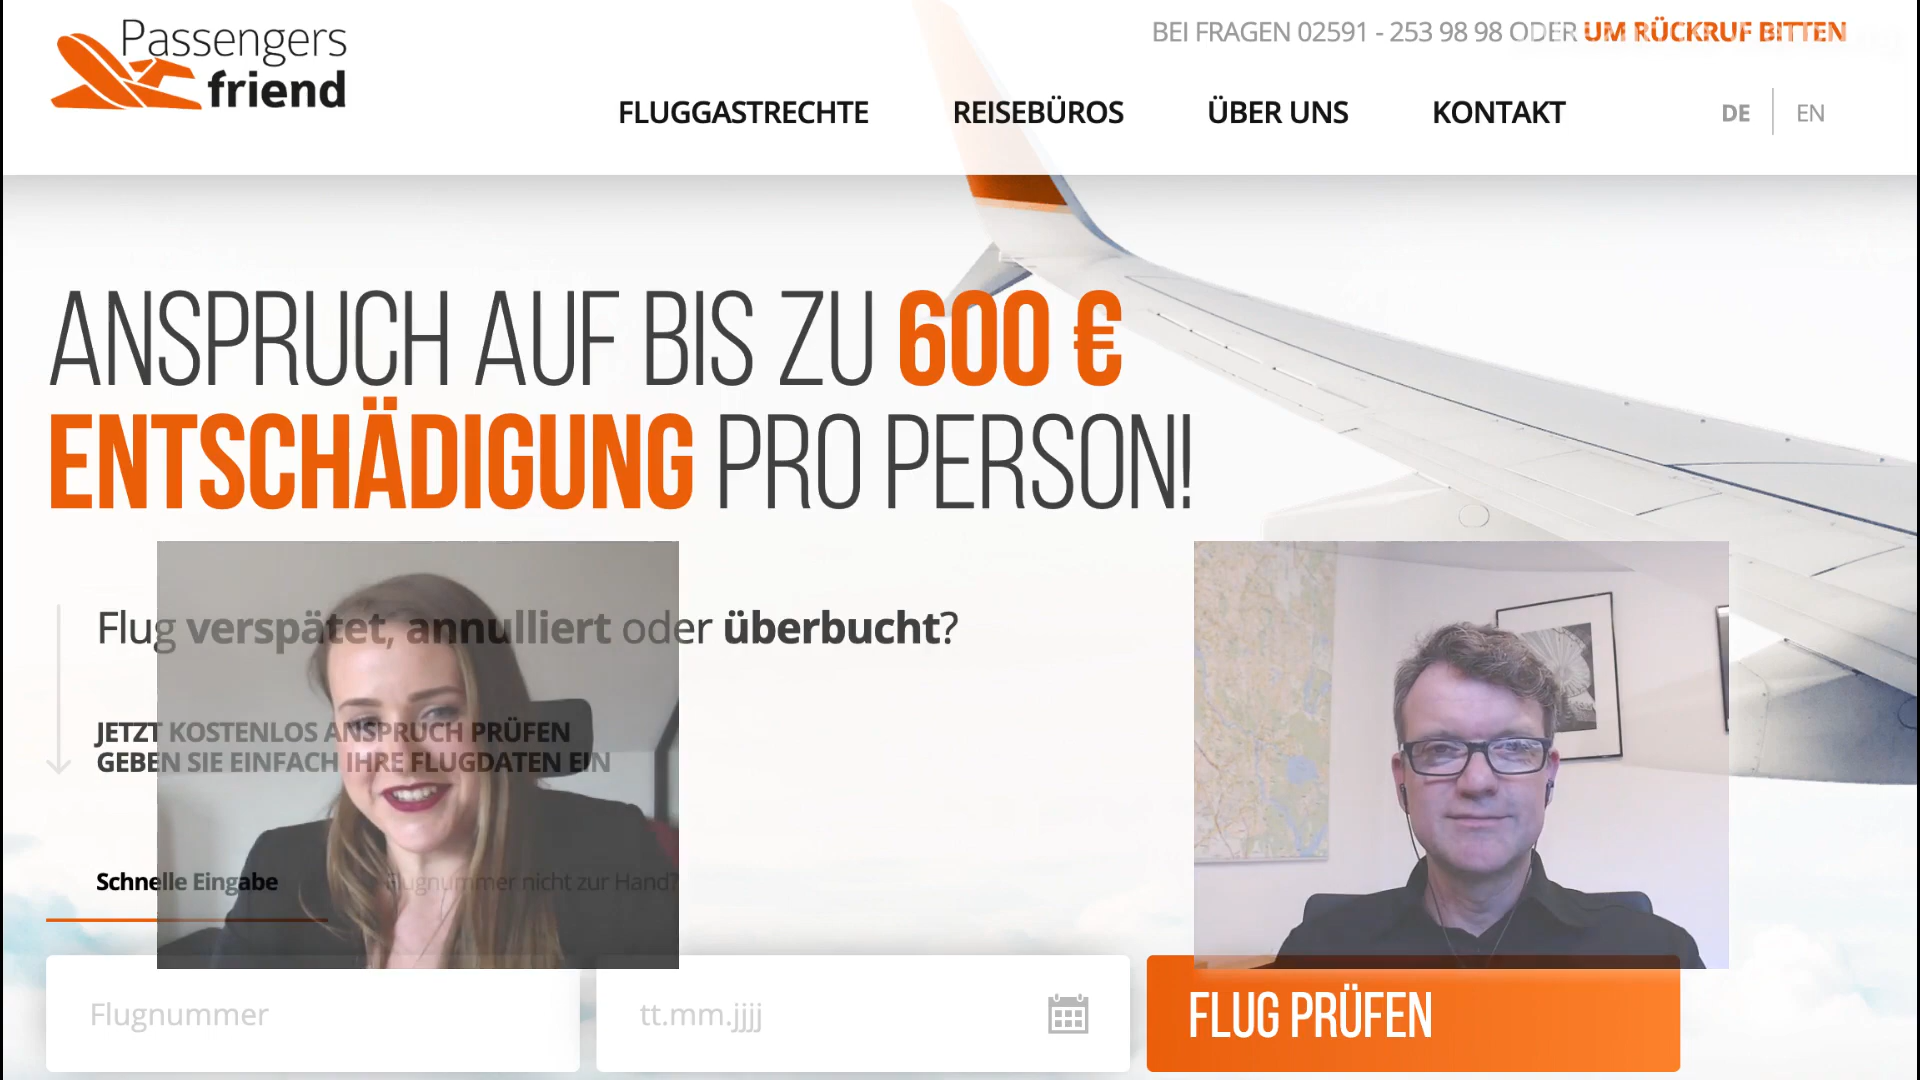 Passengers
friend
BEI FRAGEN 02591 - 253 98 98 ODER UM RÜCKRUF BITTEN
FLUGGASTRECHTE REISEBÜROS ÜBER UNS KONTAKT DE EN
ANSPRUCH AUF BIS ZU 600 €
ENTSCHÄDIGUNG PRO PERSON!
Flug verspätet, annulliert oder überbucht?
JETZT KOSTENLOS ANSPRUCH PRÜFEN
GEBEN SIE EINFACH IHRE FLUGDATEN EIN
Schnelle Eingabe Flugnummer nicht zur Hand?
Flugnummer tt.mm.jjjj FLUG PRÜFEN